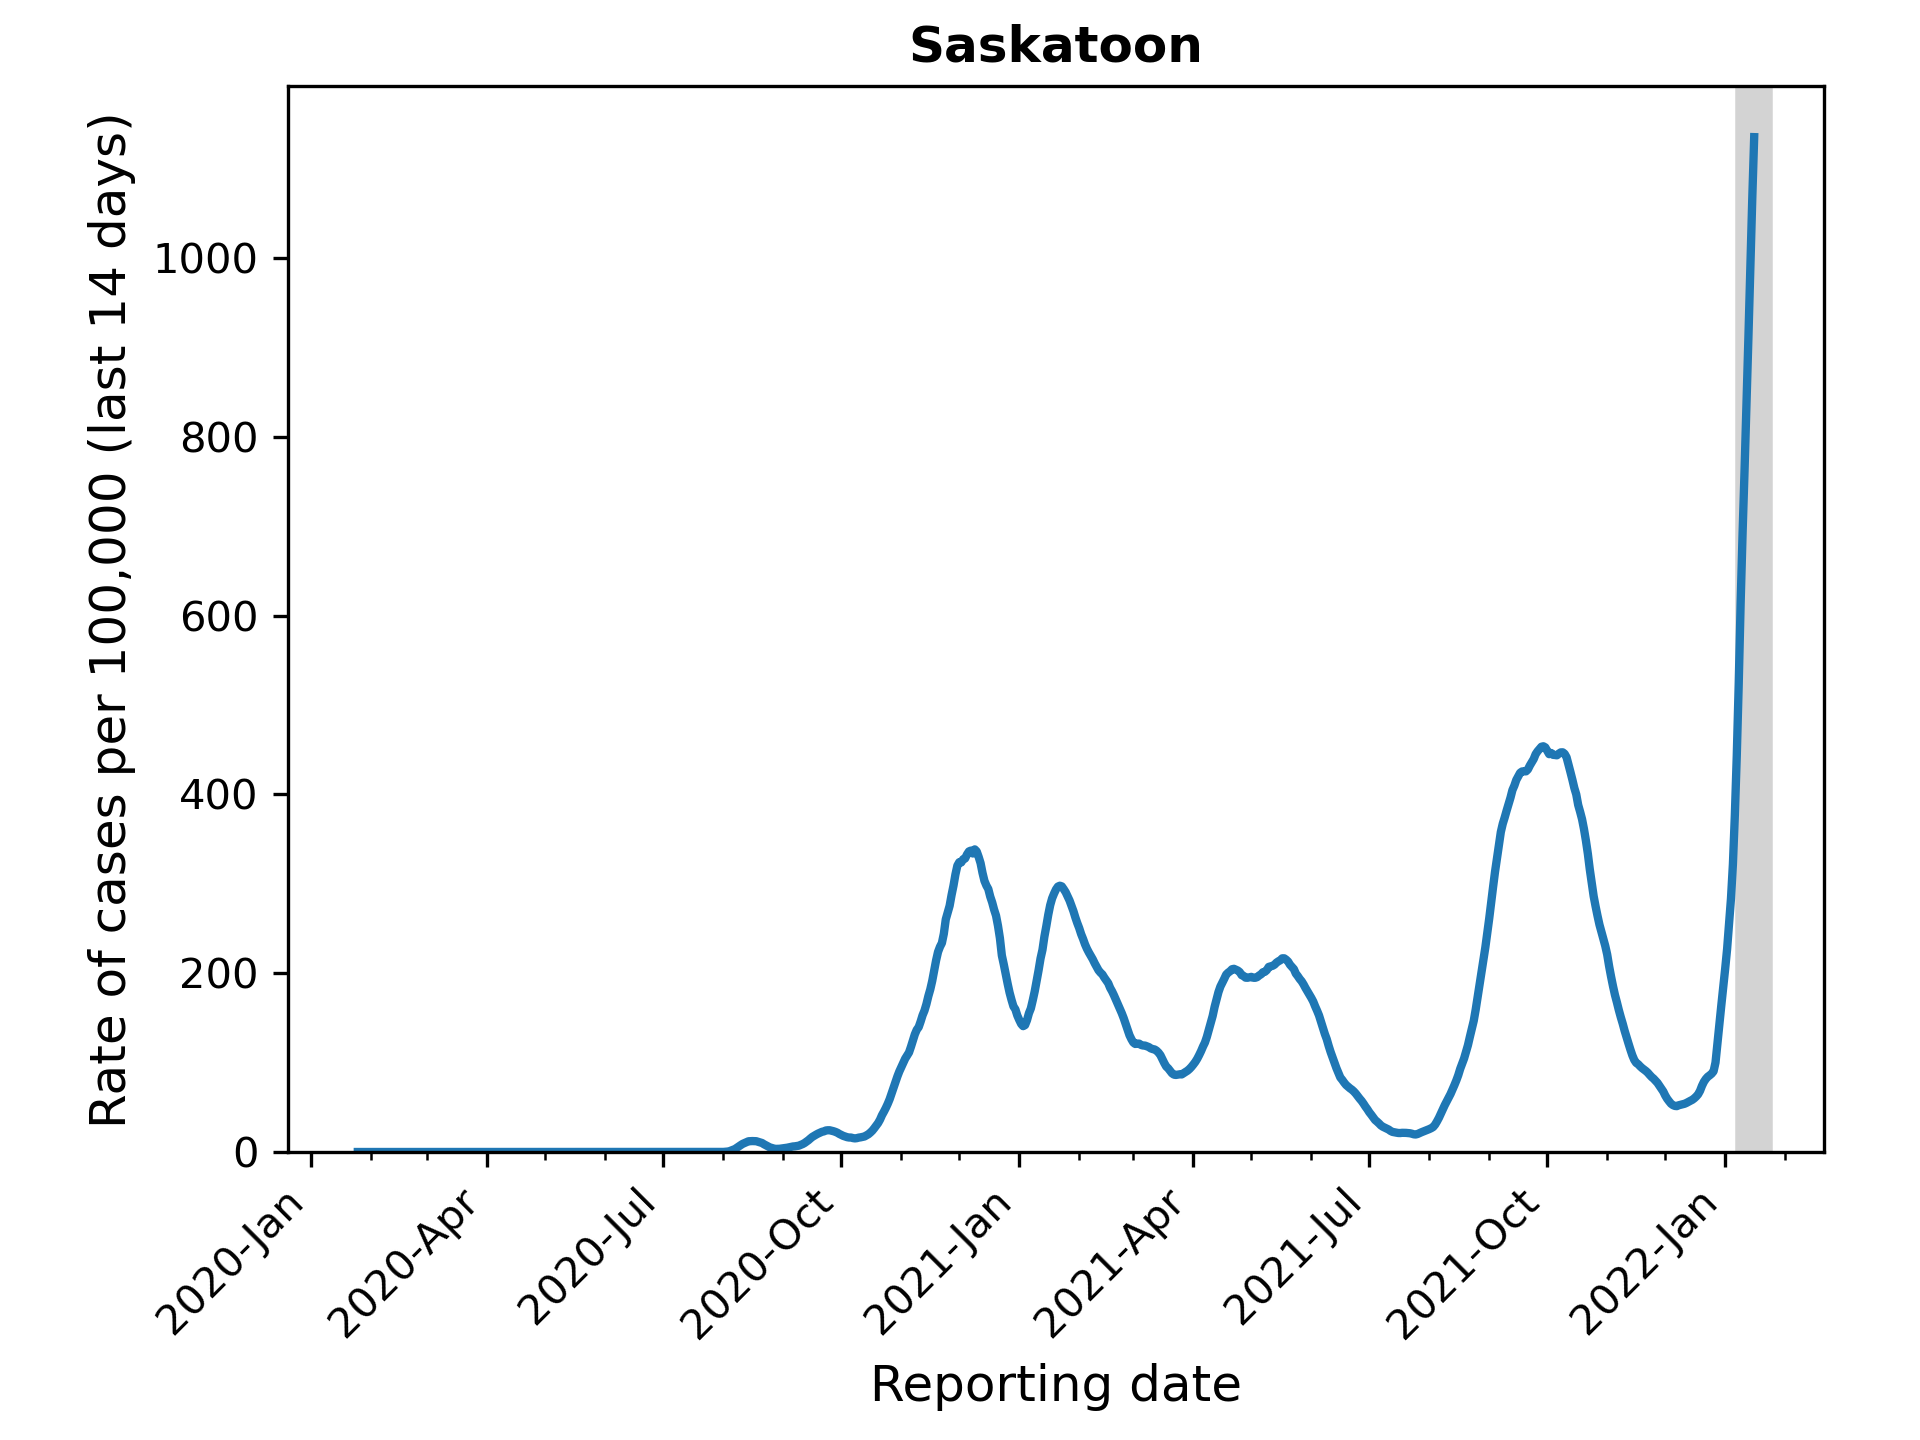 Saskatoon
Rate of cases per 100,000 (last 14 days)
1000
800
600
400
200
0
2020-Jan
2020-Apr
2020-Jul
2020-Oct
2021-Jan
2021-Apr
2021-Jul
2021-Oct
2022-Jan
Reporting date